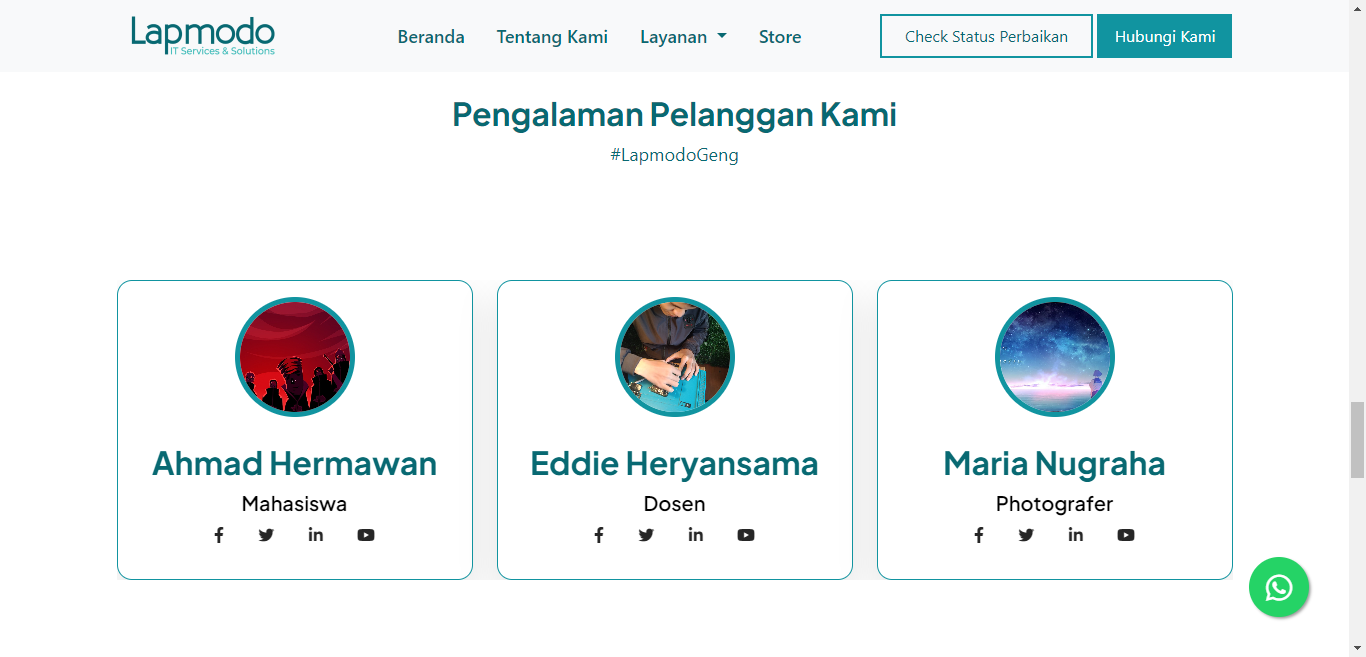 Lapmodo
IT Services & Solutions
Beranda
Tentang Kami
Layanan
Store
Check Status Perbaikan
Hubungi Kami
Pengalaman Pelanggan Kami
#LapmodoGeng
Ahmad Hermawan
Mahasiswa
Eddie Heryansama
Dosen
Maria Nugraha
Photografer